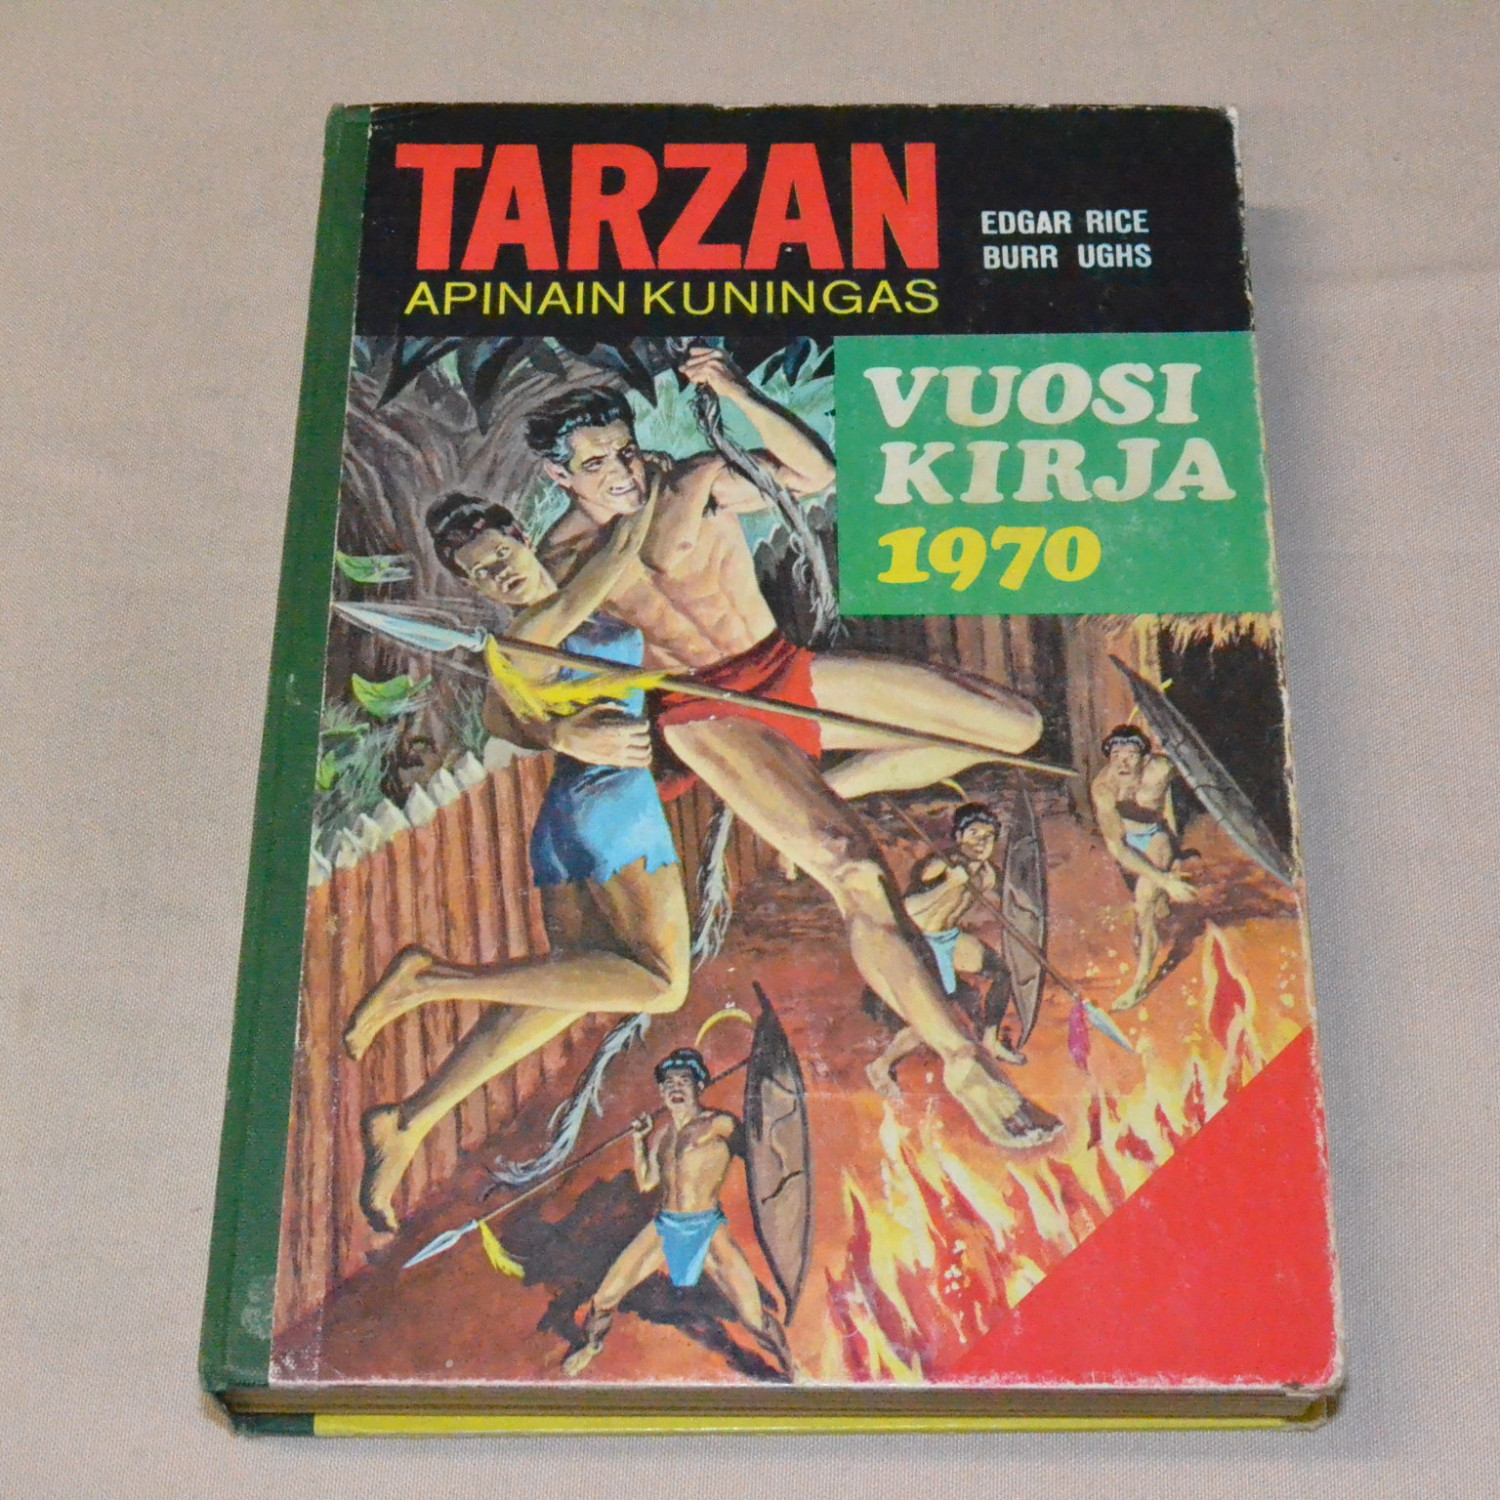 TARZAN
APINAIN KUNINGAS
EDGAR RICE
BURR UGHS
VUOSI
KIRJA
1970